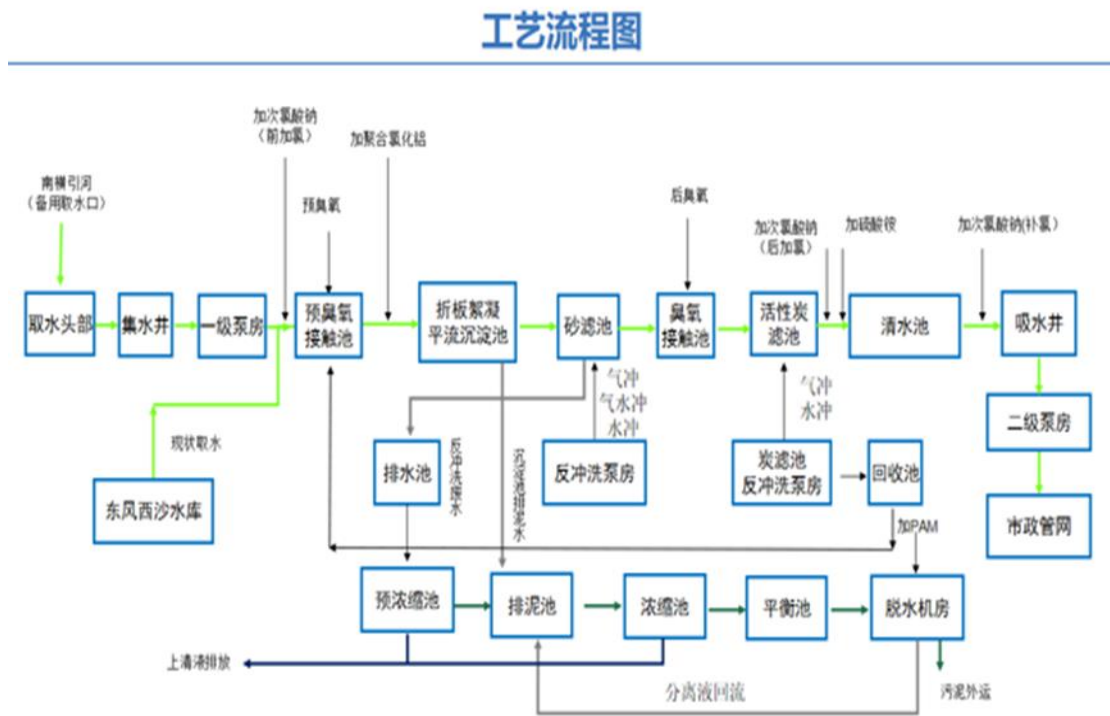 工艺流程图
加次氯酸钠
（前加氯）
加聚合氯化铝
南横引河
（备用取水口）
预臭氧
后臭氧
加次氯酸钠
（后加氯）
加硫酸铵
加次氯酸钠(补氯）
取水头部
集水井
一级泵房
预臭氧
接触池
折板絮凝
平流沉淀池
砂滤池
臭氧
接触池
活性炭
滤池
清水池
吸水井
气冲
气水冲
水冲
气冲
水冲
二级泵房
现状取水
东风西沙水库
排水池
反冲洗废水
沉淀池排泥水
反冲洗泵房
炭滤池
反冲洗泵房
回收池
市政管网
加PAM
预浓缩池
排泥池
浓缩池
平衡池
脱水机房
上清液排放
分离液回流
污泥外运